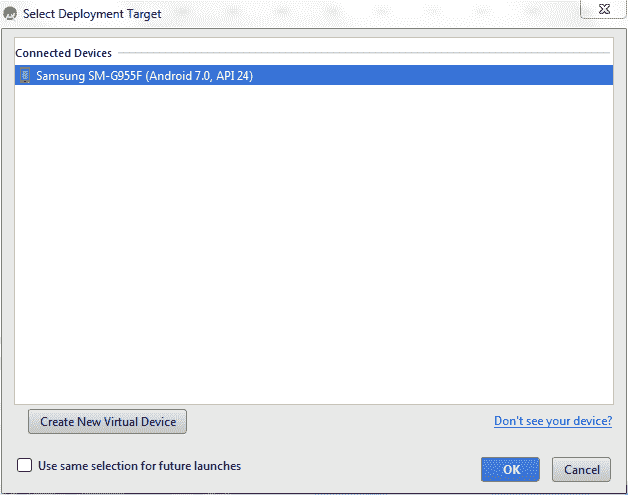 Select Deployment Target
Connected Devices
Samsung SM-G955F (Android 7.0, API 24)
Create New Virtual Device
Don't see your device?
Use same selection for future launches
OK
Cancel